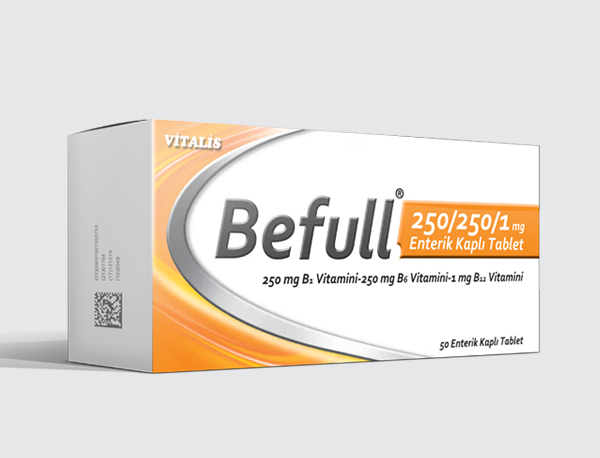 VİTALİS
Befull®
250/250/1 mg
Enterik Kaplı Tablet
250 mg B₁ Vitamini-250 mg B₆ Vitamini-1 mg B₁₂ Vitamini
50 Enterik Kaplı Tablet